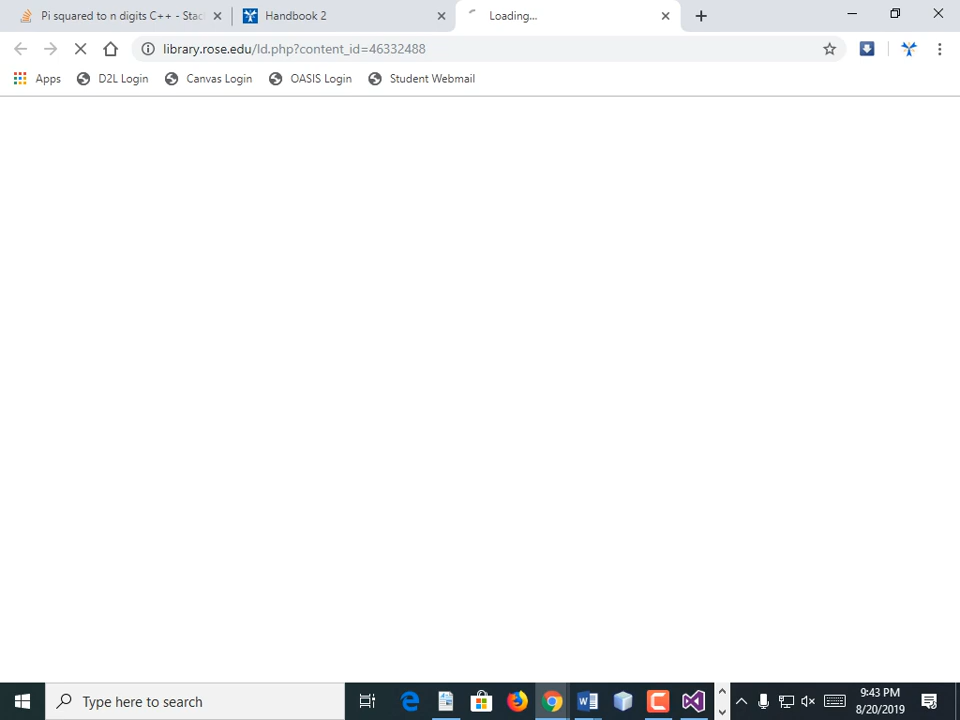 Pi squared to n digits C++ - Stac
Handbook 2
Loading...
library.rose.edu/ld.php?content_id=46332488
Apps
D2L Login
Canvas Login
OASIS Login
Student Webmail
Type here to search
9:43 PM
8/20/2019